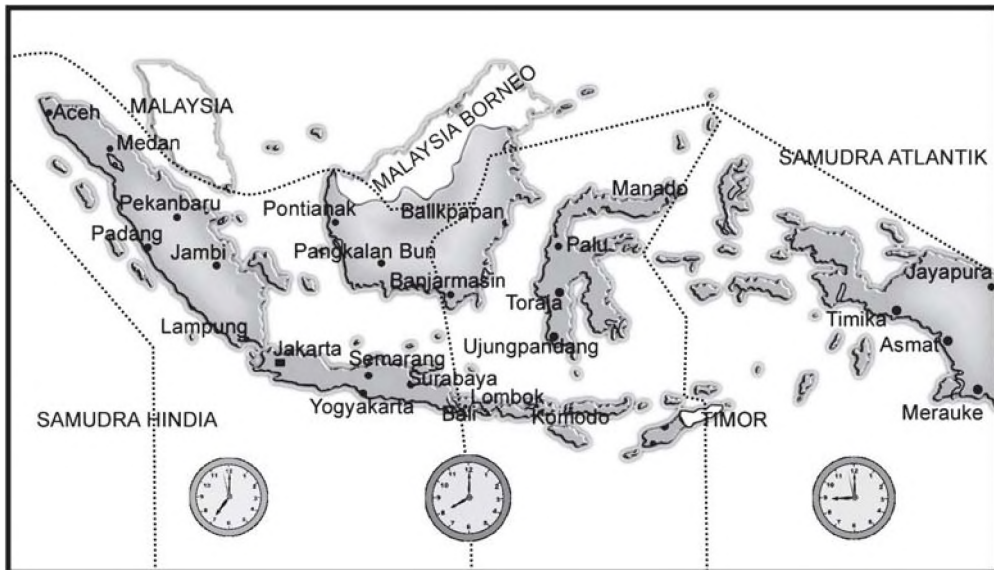 MALAYSIA
MALAYSIA BORNEO
Aceh
Medan
SAMUDRA ATLANTIK
Manado
Pekanbaru
Pontianak
Balikpapan
Padang
Palu
Jambi
Pangkalan Bun
Jayapura
Banjarmasin
Toraja
Timika
Lampung
Asmat
Jakarta
Semarang
Ujungpandang
Surabaya
Lombok
Yogyakarta
Bali
Komodo
TIMOR
Merauke
SAMUDRA HINDIA